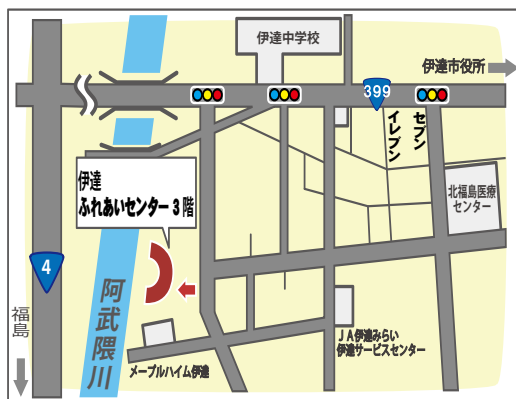 伊達中学校
伊達市役所
399
セブン
イレブン
伊達
ふれあいセンター3階
北福島医療
センター
4
阿武隈川
福島
JA伊達みらい
伊達サービスセンター
メープルハイム伊達